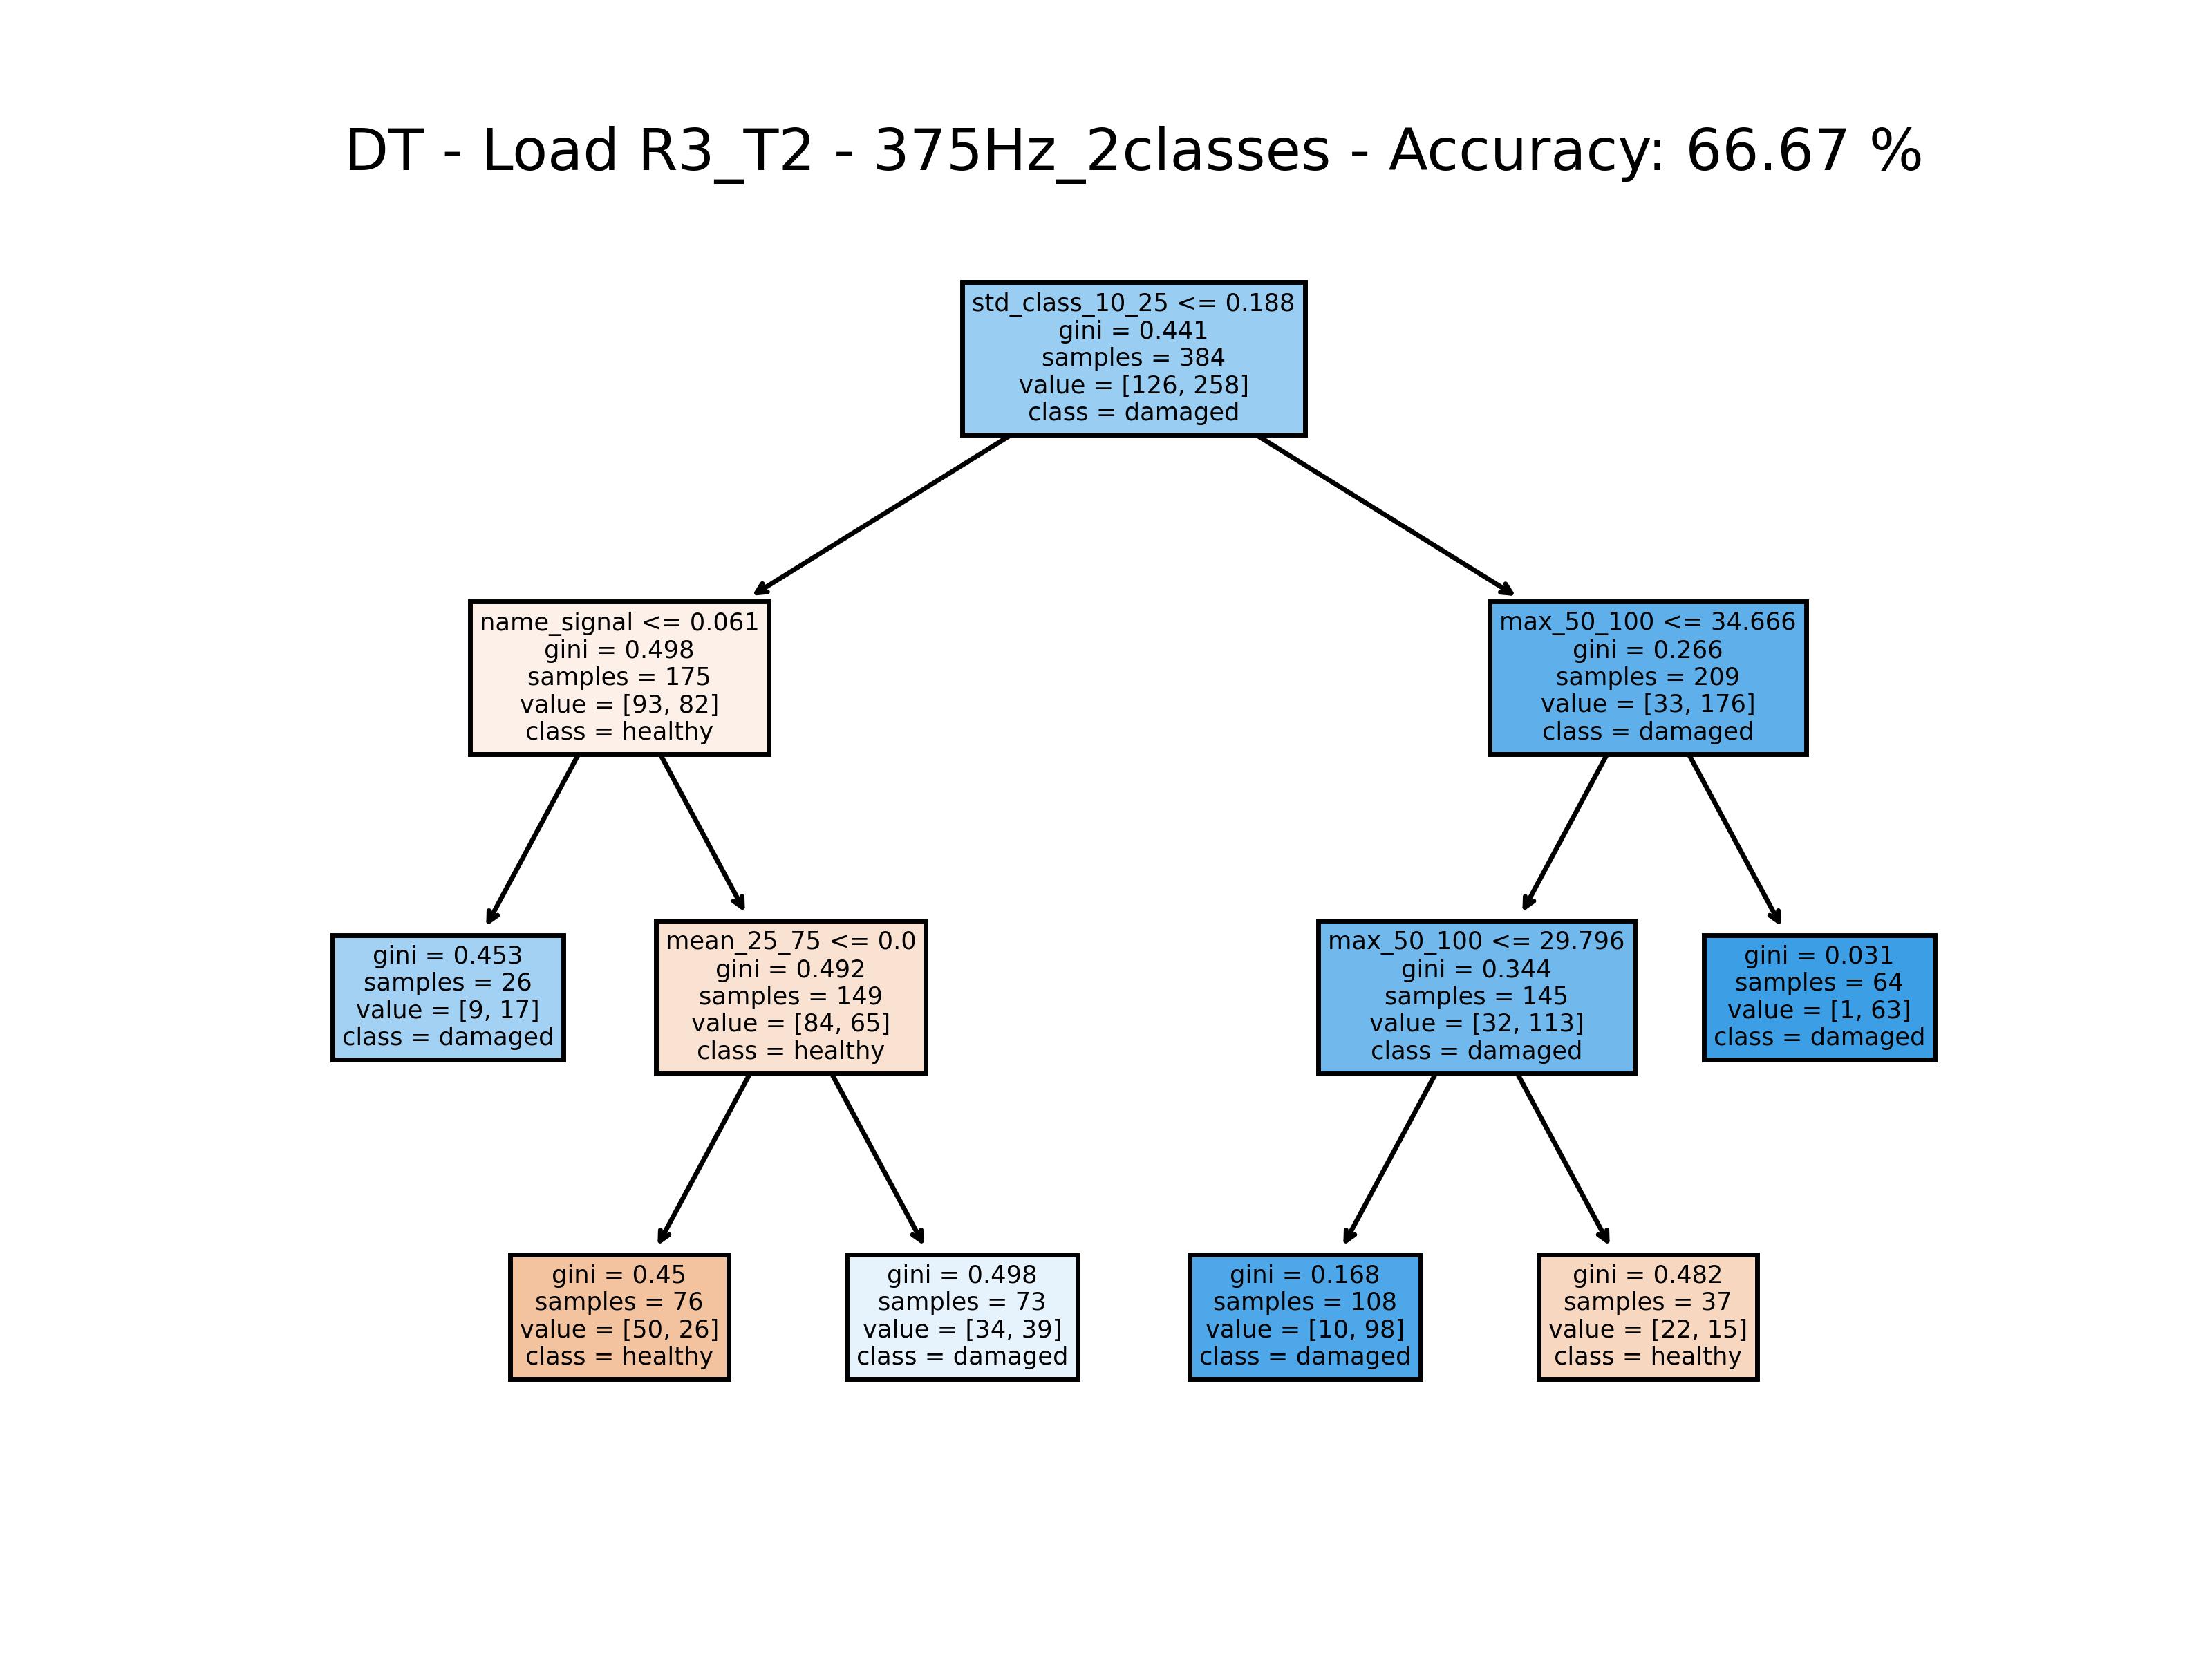 DT - Load R3_T2 - 375Hz_2classes - Accuracy: 66.67 %
std_class_10_25 <= 0.188
gini = 0.441
samples = 384
value = [126, 258]
class = damaged
name_signal <= 0.061
gini = 0.498
samples = 175
value = [93, 82]
class = healthy
max_50_100 <= 34.666
gini = 0.266
samples = 209
value = [33, 176]
class = damaged
gini = 0.453
samples = 26
value = [9, 17]
class = damaged
mean_25_75 <= 0.0
gini = 0.492
samples = 149
value = [84, 65]
class = healthy
max_50_100 <= 29.796
gini = 0.344
samples = 145
value = [32, 113]
class = damaged
gini = 0.031
samples = 64
value = [1, 63]
class = damaged
gini = 0.45
samples = 76
value = [50, 26]
class = healthy
gini = 0.498
samples = 73
value = [34, 39]
class = damaged
gini = 0.168
samples = 108
value = [10, 98]
class = damaged
gini = 0.482
samples = 37
value = [22, 15]
class = healthy